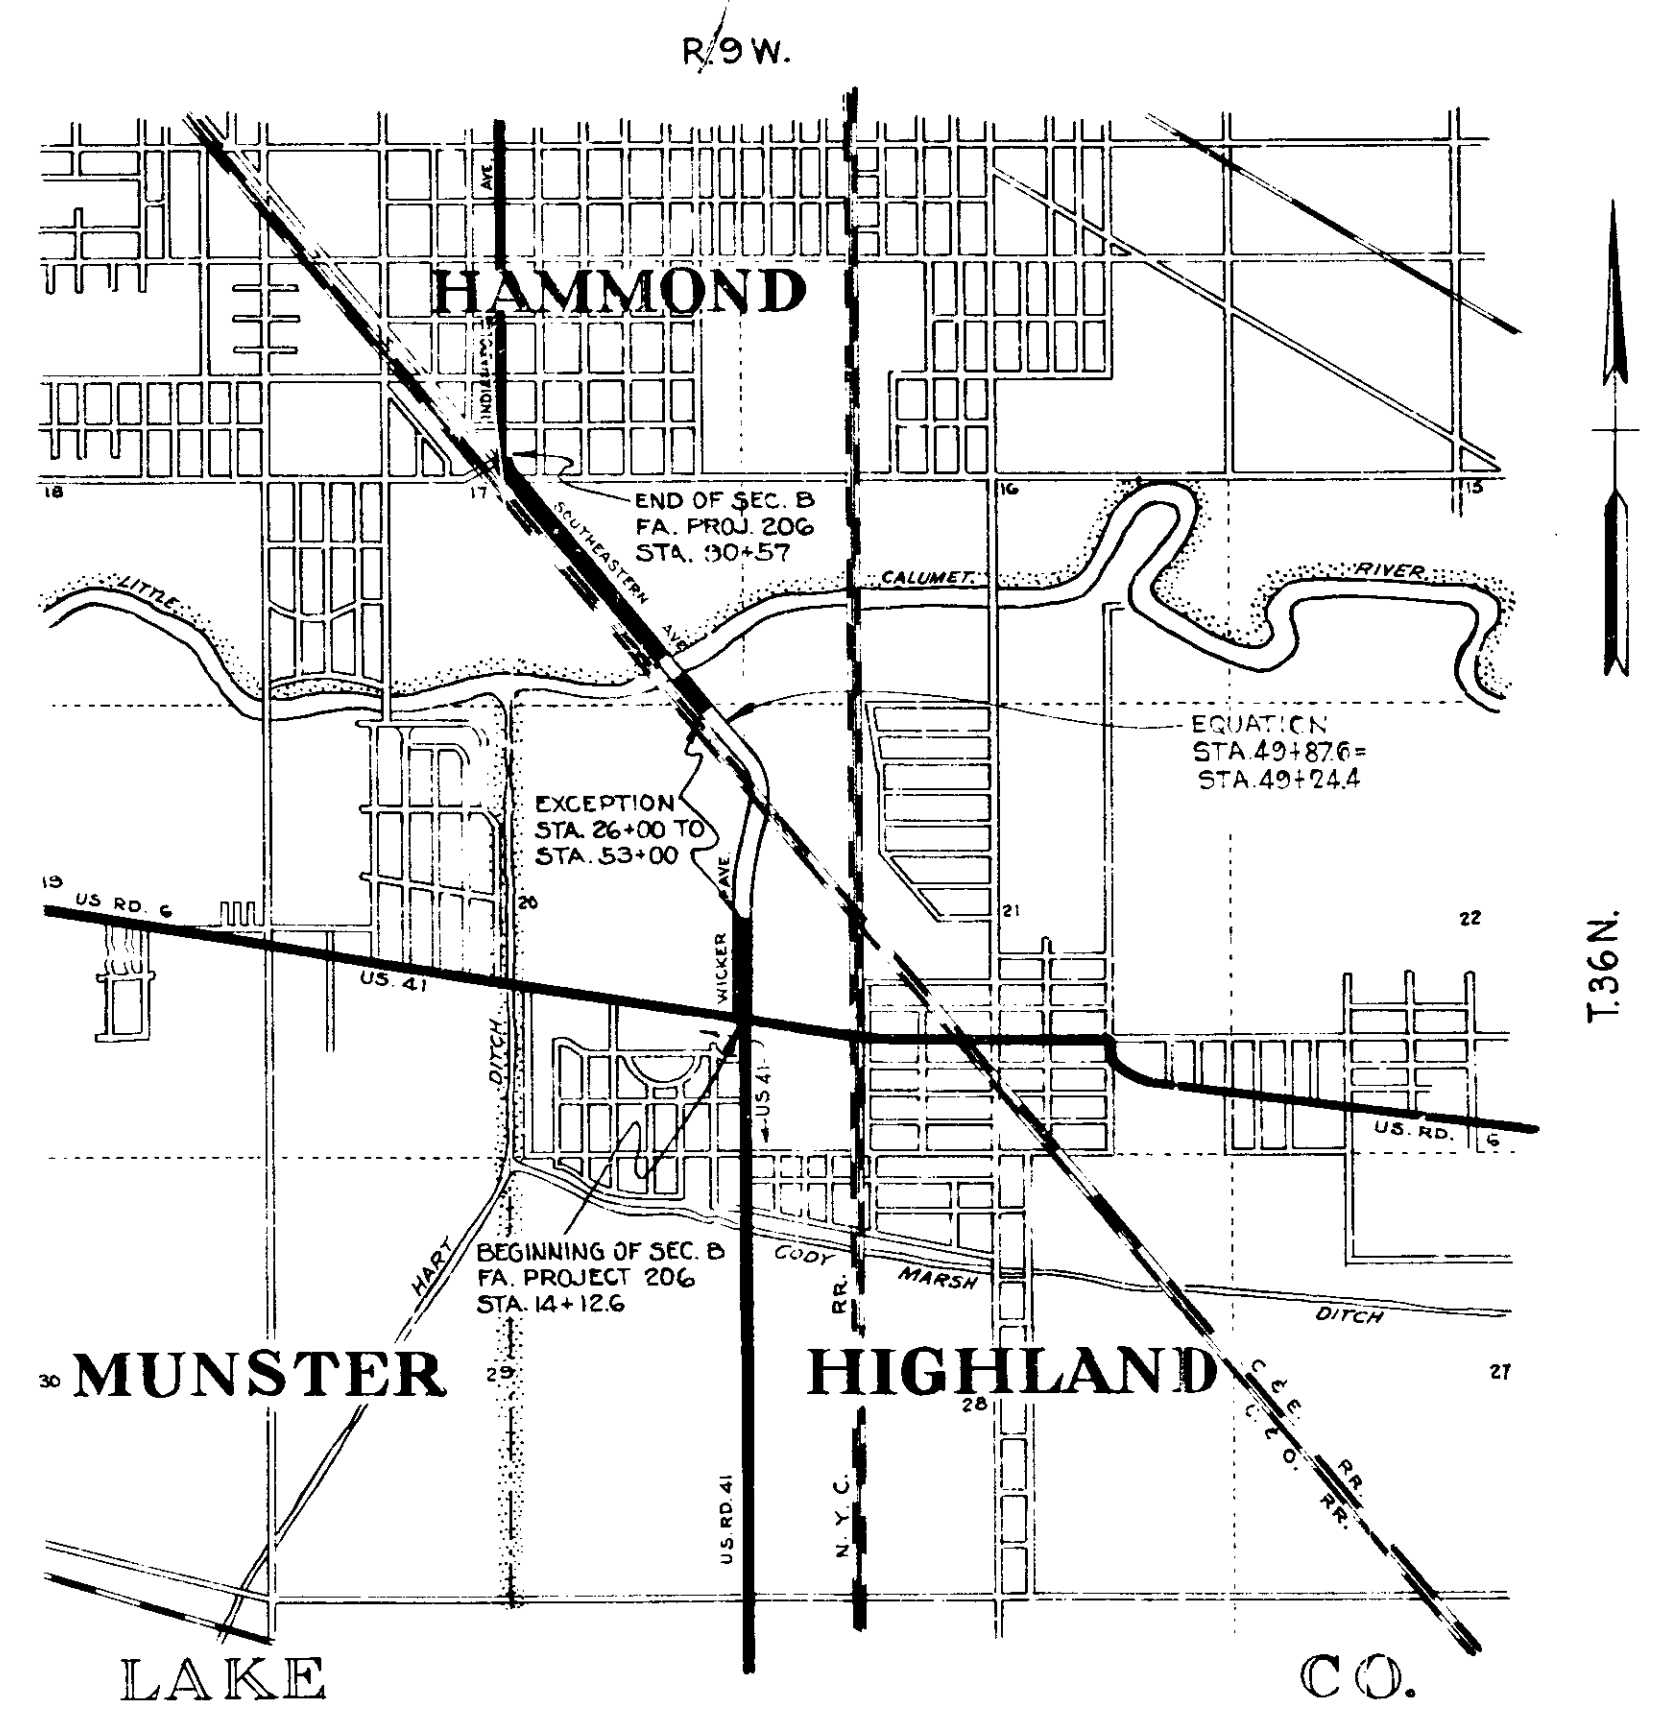 R.9W.
AVE.
HAMMOND
INDIANAPOLIS
18
17
16
15
END OF SEC. B
FA. PROJ. 206
STA. 90+57
SOUTHEASTERN AVE.
LITTLE
CALUMET
RIVER
EQUATION
STA. 49+87.6=
STA. 49+24.4
EXCEPTION
STA. 26+00 TO
STA. 53+00
19
US RD. 6
20
21
22
T.36N.
WICKER AVE.
US. 41
DITCH
US 41
US. RD. 6
BEGINNING OF SEC. B
FA. PROJECT 206
STA. 14+12.6
HART
CODY
MARSH
DITCH
RR.
30
MUNSTER
29
HIGHLAND
28
27
C & E. RR.
C. & O. RR.
US. RD. 41
N. Y. C.
LAKE
CO.